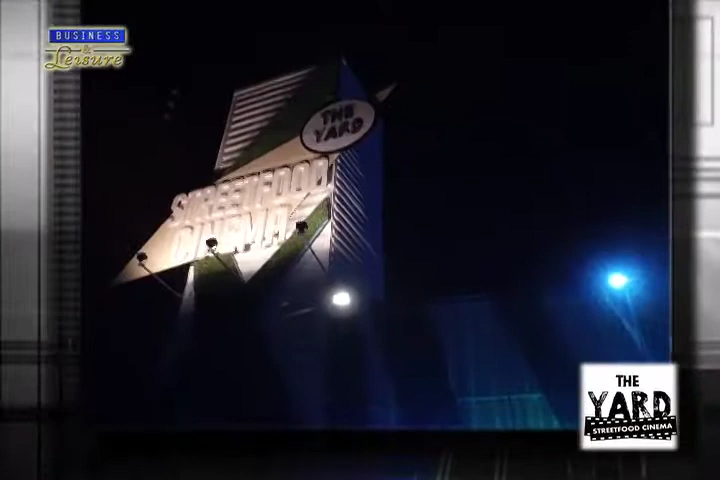 BUSINESS
&
Leisure
THE
YARD
STREETFOOD
CINEMA
THE
YARD
STREETFOOD CINEMA